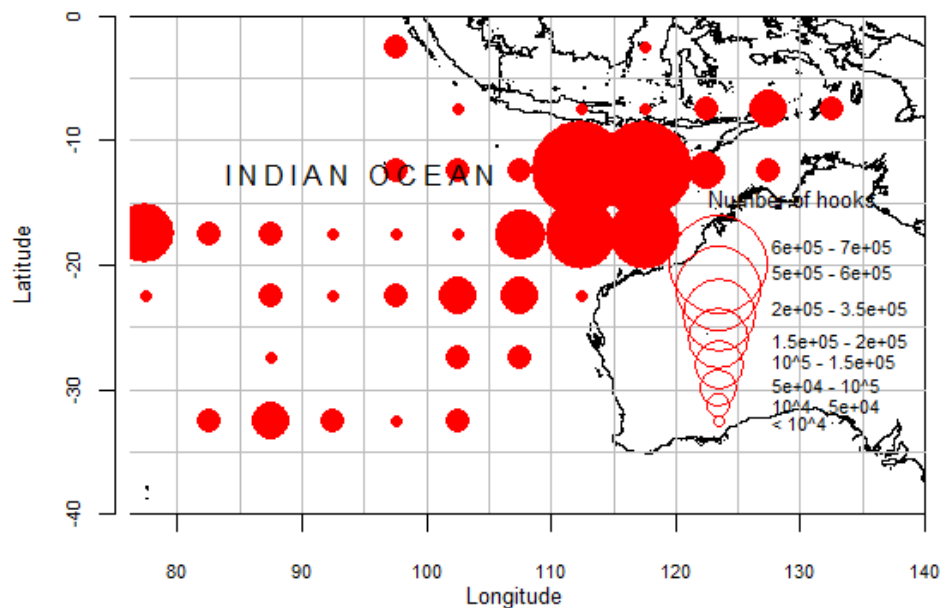 0
-10
-20
-30
-40
Latitude
INDIAN OCEAN
Number of hooks
6e+05 - 7e+05
5e+05 - 6e+05
2e+05 - 3.5e+05
1.5e+05 - 2e+05
10^5 - 1.5e+05
5e+04 - 10^5
10^4 - 5e+04
< 10^4
80 90 100 110 120 130 140
Longitude